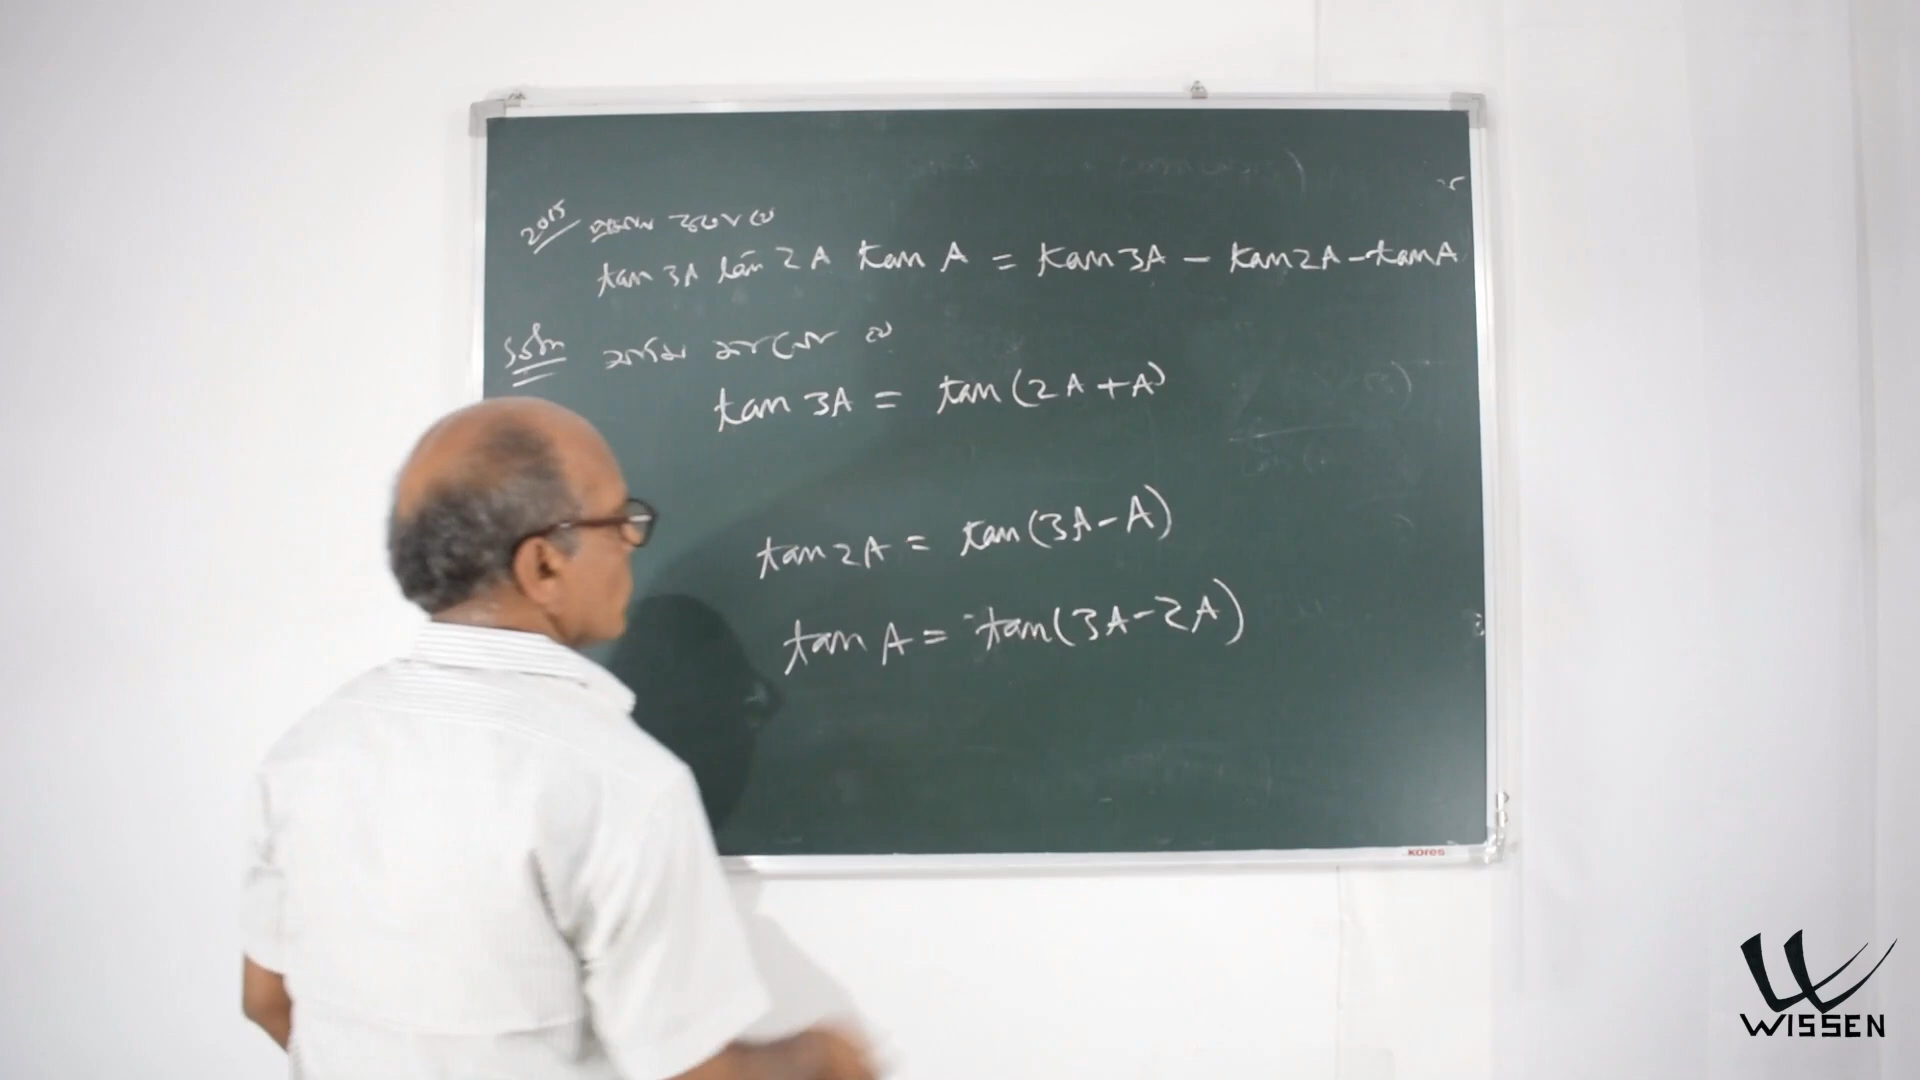 2015
tan 3A tan 2A tan A = tan 3A - tan 2A - tan A
Soln
tan 3A = tan (2A + A)
tan 2A = tan (3A - A)
tan A = tan (3A - 2A)
kores
WISSEN